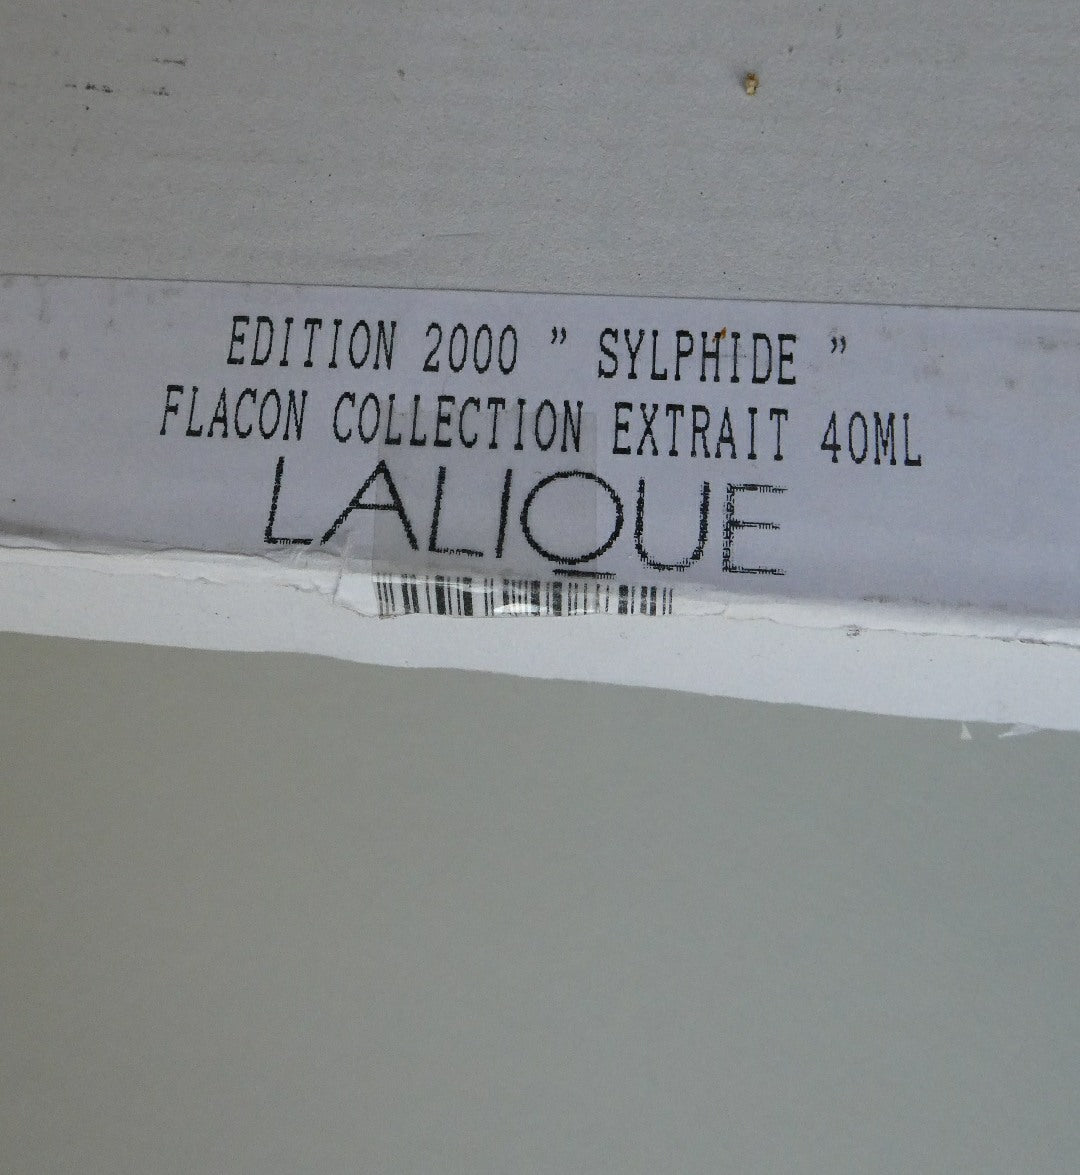 EDITION 2000 " SYLPHIDE "
FLACON COLLECTION EXTRAIT 40ML
LALIQUE